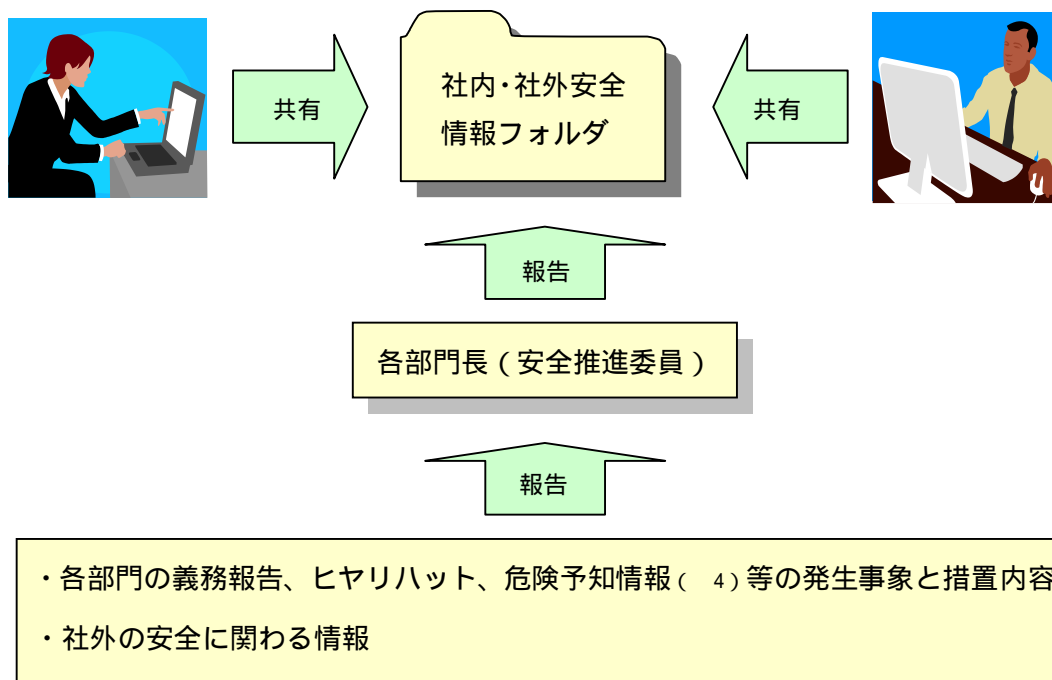 社内・社外安全
情報フォルダ
共有
共有
報告
各部門長（安全推進委員）
報告
・各部門の義務報告、ヒヤリハット、危険予知情報（ 4）等の発生事象と措置内容
・社外の安全に関わる情報